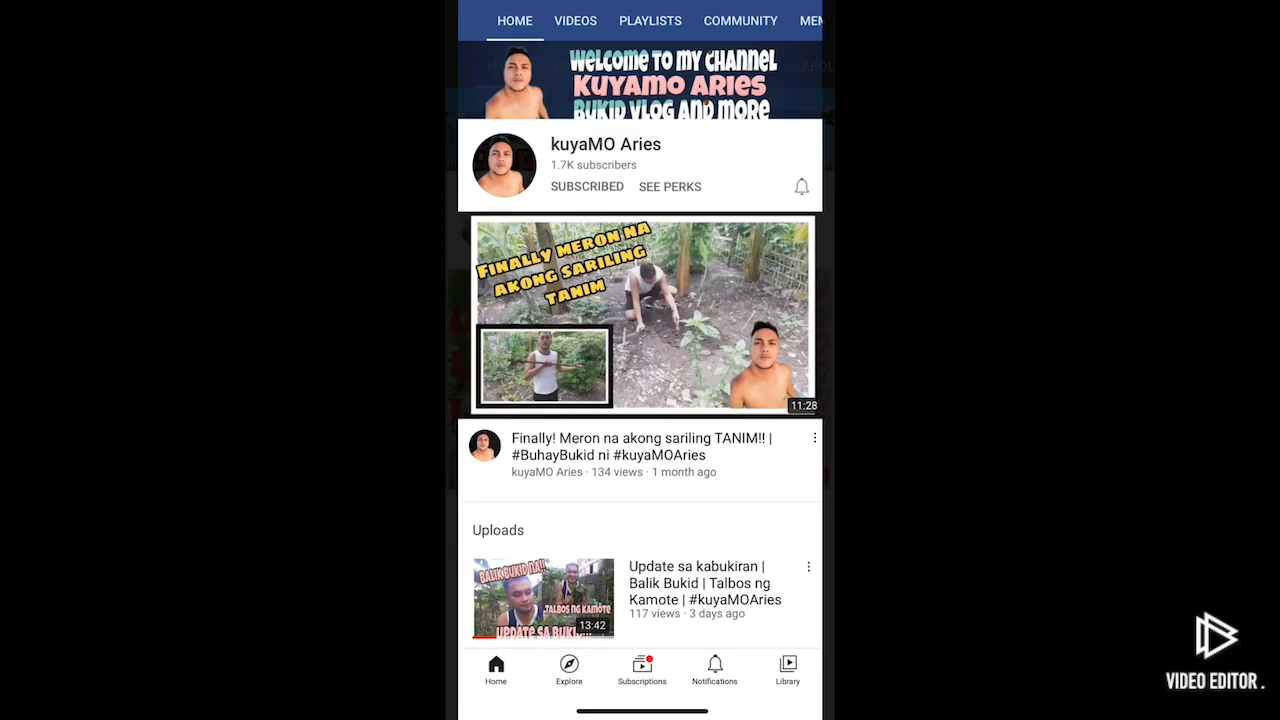 HOME VIDEOS PLAYLISTS COMMUNITY MEM
WELCOME TO MY CHANNEL
KUYAMO ARIES
BUKID VLOG AND MORE
kuyaMO Aries
1.7K subscribers
SUBSCRIBED SEE PERKS
FINALLY MERON NA
AKONG SARILING
TANIM
11:28
Finally! Meron na akong sariling TANIM!! |
#BuhayBukid ni #kuyaMOAries
kuyaMO Aries · 134 views · 1 month ago
Uploads
BALIK BUKID NA!!
TALBOS NG KAMOTE
UPDATE SA
13:42
Update sa kabukiran |
Balik Bukid | Talbos ng
Kamote | #kuyaMOAries
117 views · 3 days ago
Home Explore Subscriptions Notifications Library
VIDEO EDITOR.